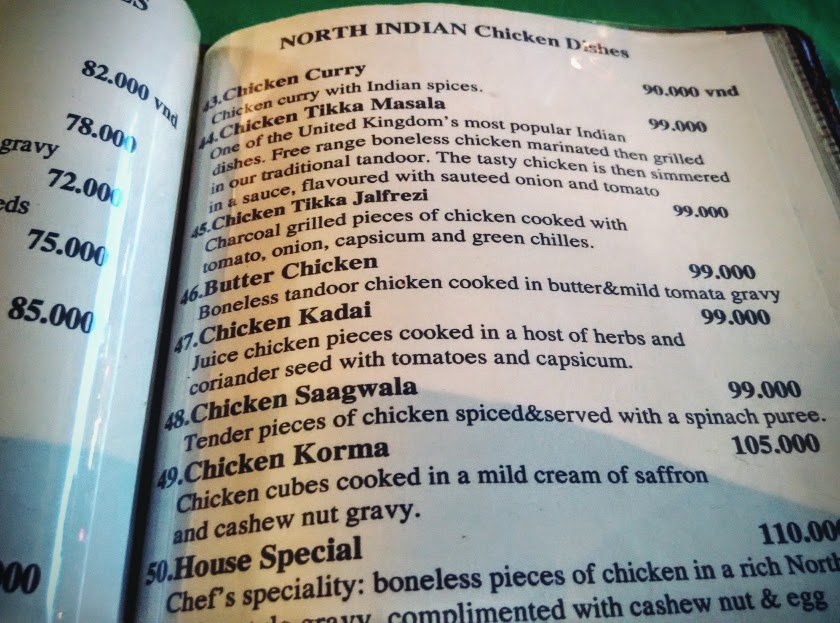 82.000 vnd
78.000
gravy
72.000
eds
75.000
85.000
00
NORTH INDIAN Chicken Dishes
43.Chicken Curry 90.000 vnd
Chicken curry with Indian spices.
44.Chicken Tikka Masala 99.000
One of the United Kingdom's most popular Indian
dishes. Free range boneless chicken marinated then grilled
in our traditional tandoor. The tasty chicken is then simmered
in a sauce, flavoured with sauteed onion and tomato
45.Chicken Tikka Jalfrezi 99.000
Charcoal grilled pieces of chicken cooked with
tomato, onion, capsicum and green chilles.
46.Butter Chicken 99.000
Boneless tandoor chicken cooked in butter&mild tomata gravy
47.Chicken Kadai 99.000
Juice chicken pieces cooked in a host of herbs and
coriander seed with tomatoes and capsicum.
48.Chicken Saagwala 99.000
Tender pieces of chicken spiced&served with a spinach puree.
49.Chicken Korma 105.000
Chicken cubes cooked in a mild cream of saffron
and cashew nut gravy.
50.House Special 110.00
Chef's speciality: boneless pieces of chicken in a rich North
gravy, complimented with cashew nut & egg